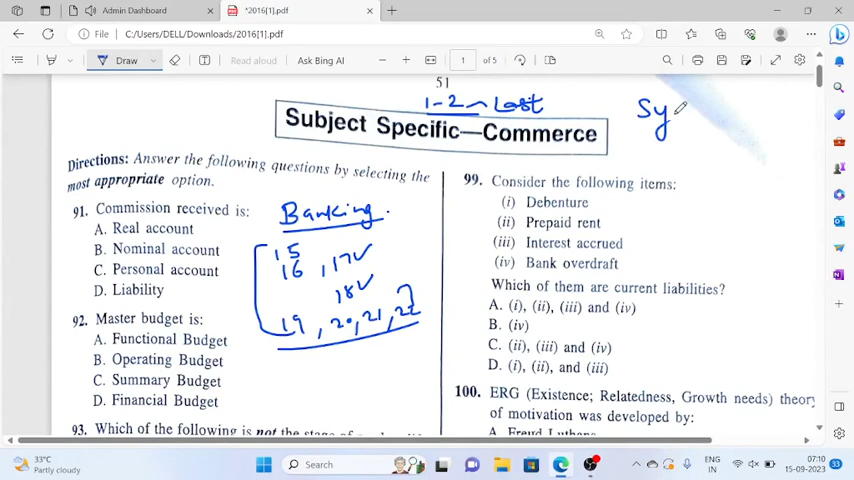 Admin Dashboard
*2016[1].pdf
File
C:/Users/DELL/Downloads/2016[1].pdf
Draw
Read aloud
Ask Bing AI
1
of 5
51
1-2 ~ Last
Sy
Subject Specific—Commerce
Directions: Answer the following questions by selecting the
most appropriate option.
91. Commission received is:
A. Real account
B. Nominal account
C. Personal account
D. Liability
92. Master budget is:
A. Functional Budget
B. Operating Budget
C. Summary Budget
D. Financial Budget
93. Which of the following is not the stage of
Banking.
15
16 , 17✓
18✓
19, 20, 21, 22
99. Consider the following items:
(i) Debenture
(ii) Prepaid rent
(iii) Interest accrued
(iv) Bank overdraft
Which of them are current liabilities?
A. (i), (ii), (iii) and (iv)
B. (iv)
C. (ii), (iii) and (iv)
D. (i), (ii), and (iii)
100. ERG (Existence; Relatedness, Growth needs) theory
of motivation was developed by:
A. Freud Luthans
33°C
Partly cloudy
Search
ENG
IN
07:10
15-09-2023
33